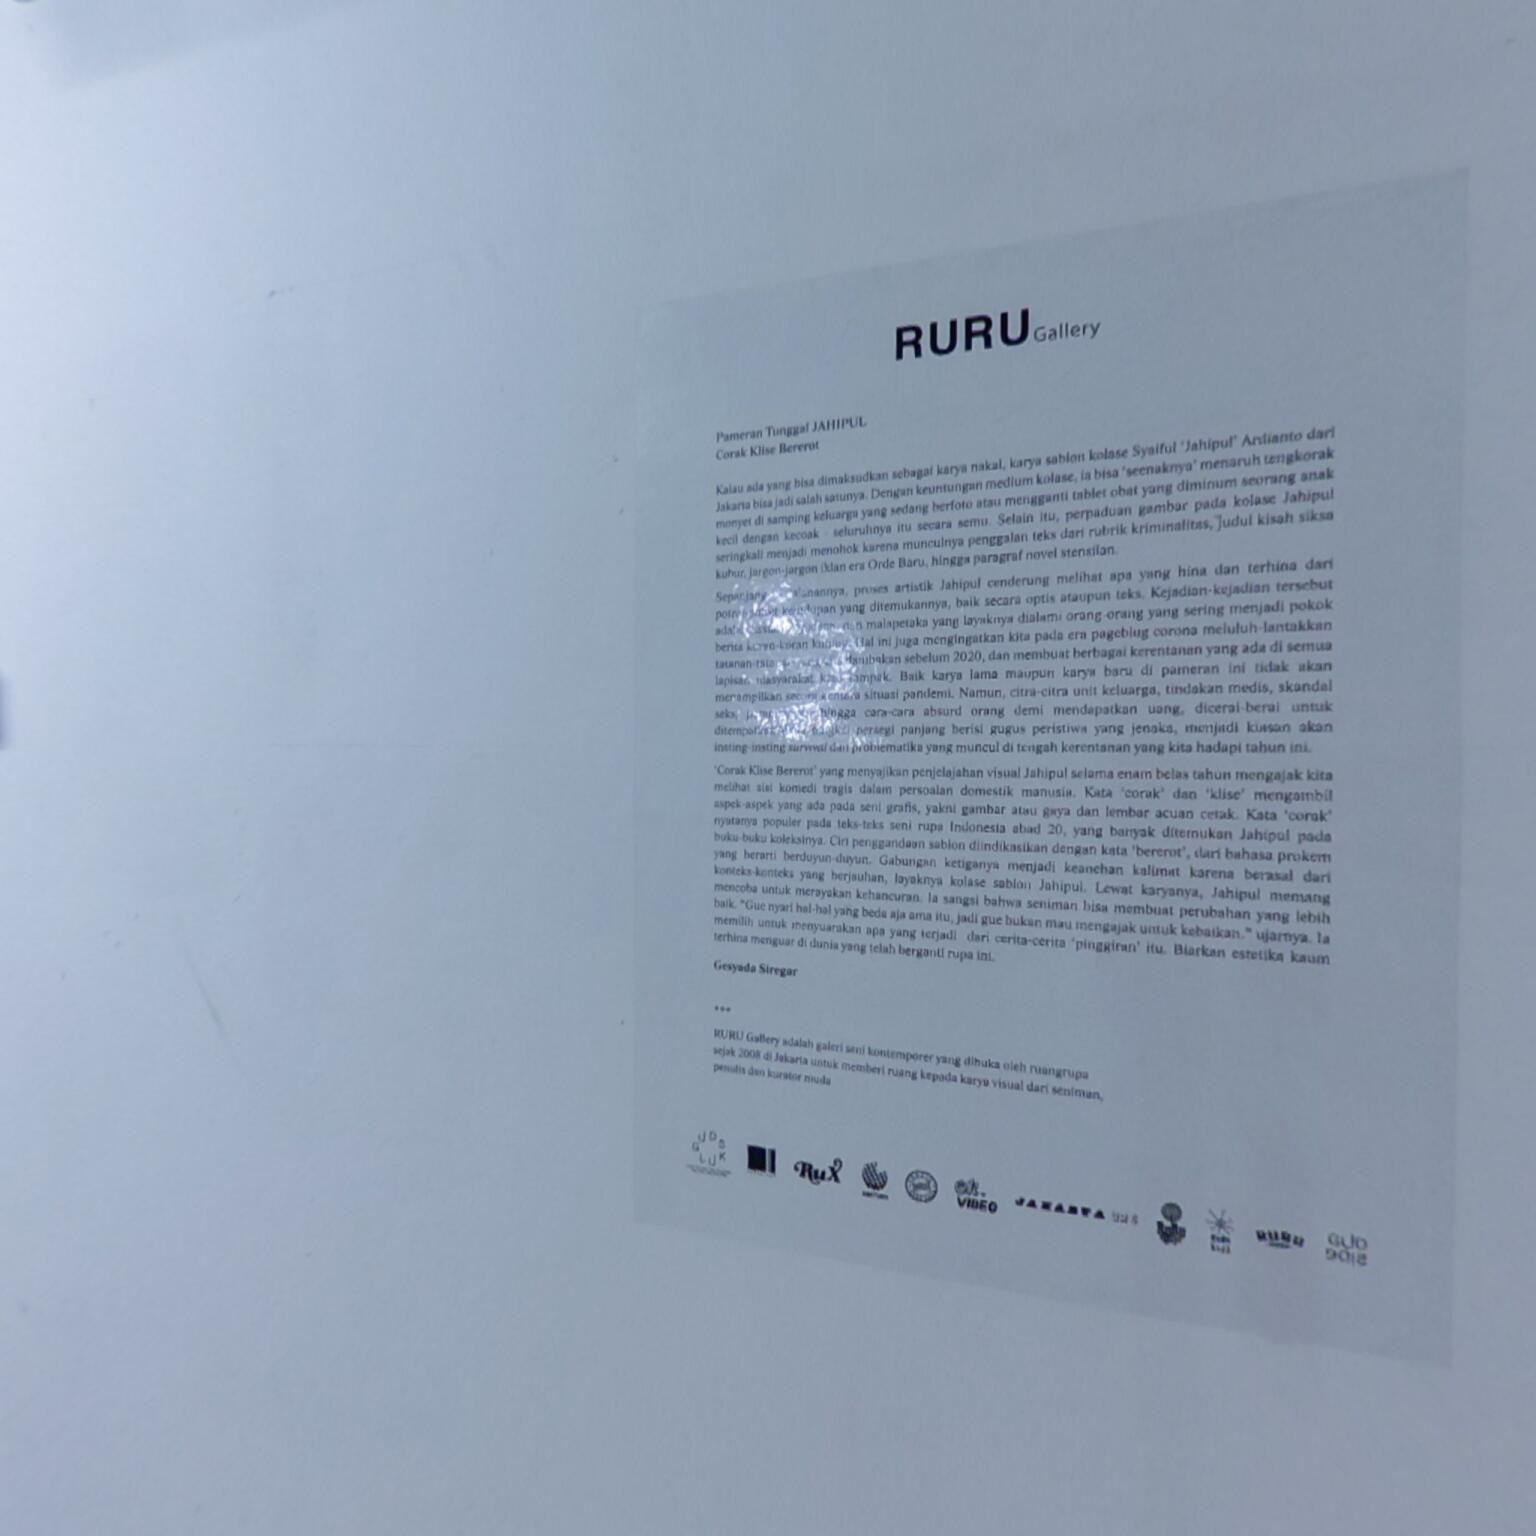 RURU Gallery
Pameran Tunggal JAHIPUL
Corak Klise Bererot
Kalau ada yang bisa dimaksudkan sebagai karya nakal, karya sablon kolase Syaiful 'Jahipul' Ardianto dari
Jakarta bisa jadi salah satunya. Dengan keuntungan medium kolase, ia bisa 'seenaknya' menaruh tengkorak
monyet di samping keluarga yang sedang berfoto atau mengganti tablet obat yang diminum seorang anak
kecil dengan kecoak - seluruhnya itu secara semu. Selain itu, perpaduan gambar pada kolase Jahipul
seringkali menjadi menohok karena munculnya penggalan teks dari rubrik kriminalitas, judul kisah siksa
kubur, jargon-jargon iklan era Orde Baru, hingga paragraf novel stensilan.
Sepanjang proses artistik Jahipul cenderung melihat apa yang hina dan terhina dari
yang ditemukannya, baik secara optis ataupun teks. Kejadian-kejadian tersebut
malapetaka yang layaknya dialami orang-orang yang sering menjadi pokok
berita koran-koran Hal ini juga mengingatkan kita pada era pageblug corona meluluh-lantakkan
sebelum 2020, dan membuat berbagai kerentanan yang ada di semua
lapisan masyarakat Baik karya lama maupun karya baru di pameran ini tidak akan
menampilkan situasi pandemi. Namun, citra-citra unit keluarga, tindakan medis, skandal
seks, hingga cara-cara absurd orang demi mendapatkan uang, dicerai-berai untuk
persegi panjang berisi gugus peristiwa yang jenaka, menjadi kiasan akan
insting-insting survival dan problematika yang muncul di tengah kerentanan yang kita hadapi tahun ini.
'Corak Klise Bererot' yang menyajikan penjelajahan visual Jahipul selama enam belas tahun mengajak kita
melihat sisi komedi tragis dalam persoalan domestik manusia. Kata 'corak' dan 'klise' mengambil
aspek-aspek yang ada pada seni grafis, yakni gambar atau gaya dan lembar acuan cetak. Kata 'corak'
nyatanya populer pada teks-teks seni rupa Indonesia abad 20, yang banyak ditemukan Jahipul pada
buku-buku koleksinya. Ciri penggandaan sablon diindikasikan dengan kata 'bererot', dari bahasa prokem
yang berarti berduyun-duyun. Gabungan ketiganya menjadi keanehan kalimat karena berasal dari
konteks-konteks yang berjauhan, layaknya kolase sablon Jahipul. Lewat karyanya, Jahipul memang
mencoba untuk merayakan kehancuran. Ia sangsi bahwa seniman bisa membuat perubahan yang lebih
baik. "Gue nyari hal-hal yang beda aja ama itu, jadi gue bukan mau mengajak untuk kebaikan." ujarnya. Ia
memilih untuk menyuarakan apa yang terjadi dari cerita-cerita 'pinggiran' itu. Biarkan estetika kaum
terhina menguar di dunia yang telah berganti rupa ini.
Gesyada Siregar
***
RURU Gallery adalah galeri seni kontemporer yang dibuka oleh ruangrupa
sejak 2008 di Jakarta untuk memberi ruang kepada karya visual dari seniman,
penulis dan kurator muda
GUDSLUK RuX ok. VIDEO JAKARTA 32°C RURU GUDSIDE